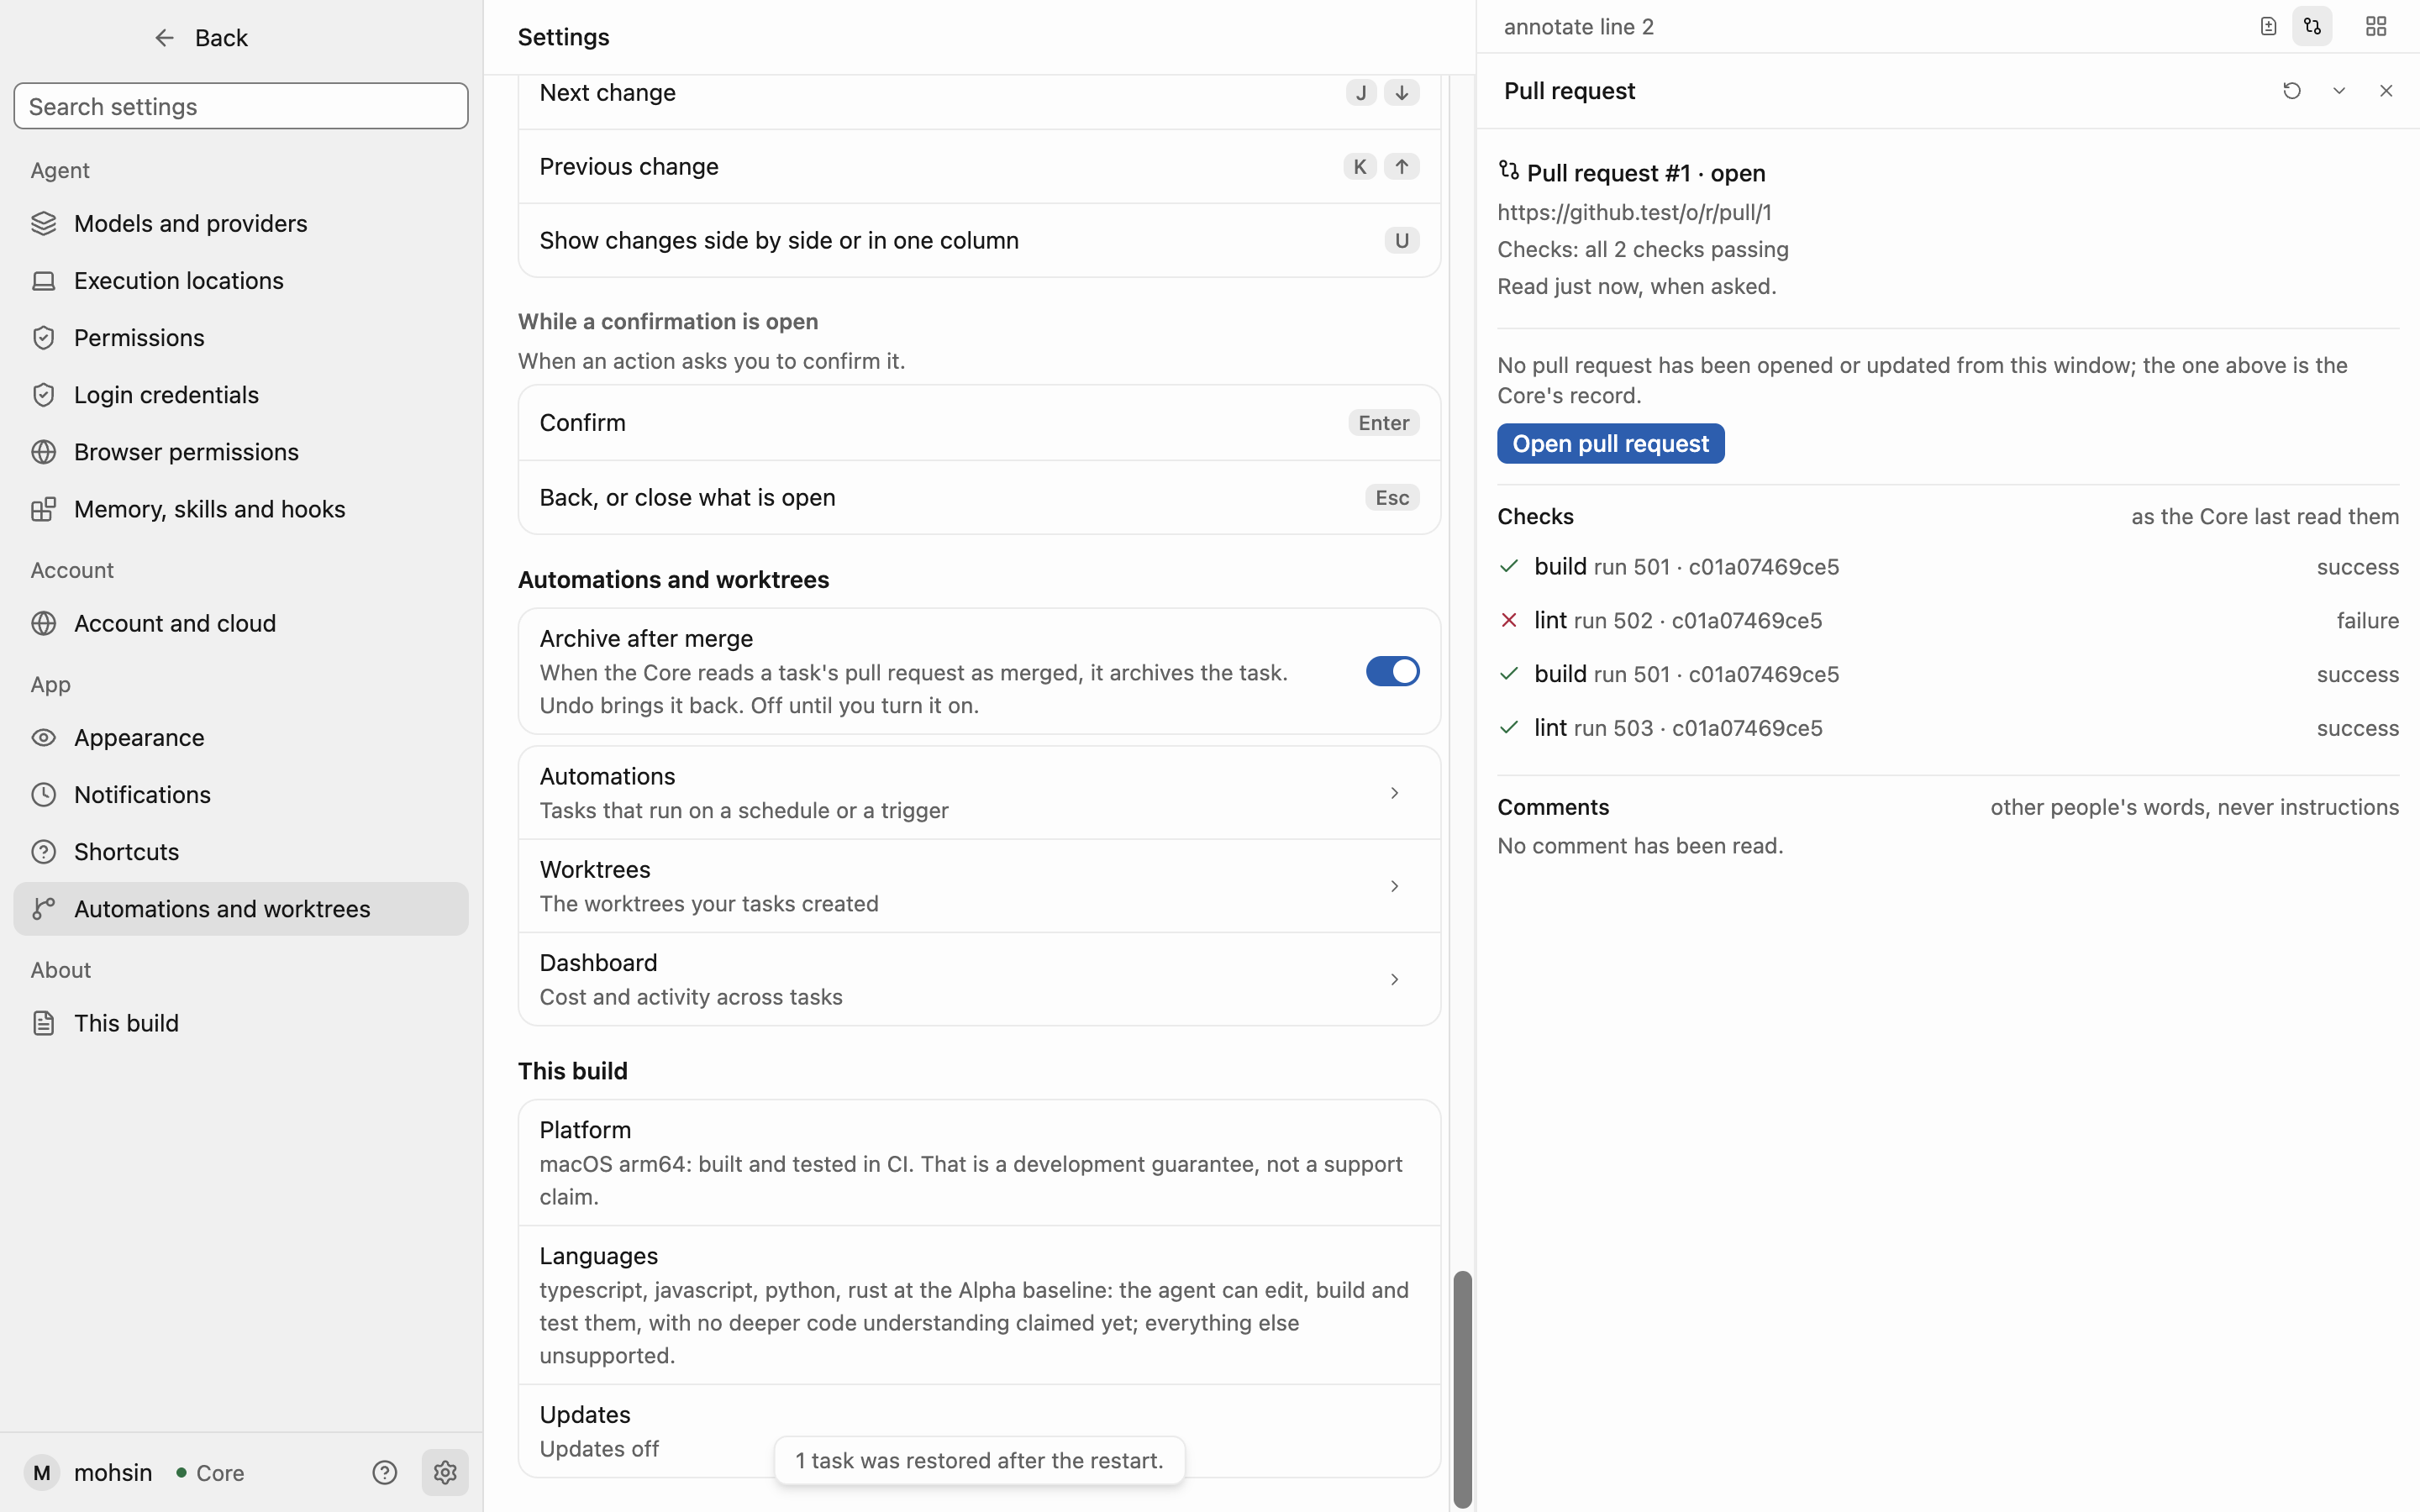 Back
Search settings
Agent
Models and providers
Execution locations
Permissions
Login credentials
Browser permissions
Memory, skills and hooks
Account
Account and cloud
App
Appearance
Notifications
Shortcuts
Automations and worktrees
About
This build
M mohsin Core
Settings
Next change J
Previous change K
Show changes side by side or in one column U
While a confirmation is open
When an action asks you to confirm it.
Confirm Enter
Back, or close what is open Esc
Automations and worktrees
Archive after merge
When the Core reads a task's pull request as merged, it archives the task.
Undo brings it back. Off until you turn it on.
Automations
Tasks that run on a schedule or a trigger
Worktrees
The worktrees your tasks created
Dashboard
Cost and activity across tasks
This build
Platform
macOS arm64: built and tested in CI. That is a development guarantee, not a support
claim.
Languages
typescript, javascript, python, rust at the Alpha baseline: the agent can edit, build and
test them, with no deeper code understanding claimed yet; everything else
unsupported.
Updates
Updates off
1 task was restored after the restart.
annotate line 2
Pull request
Pull request #1 · open
https://github.test/o/r/pull/1
Checks: all 2 checks passing
Read just now, when asked.
No pull request has been opened or updated from this window; the one above is the
Core's record.
Open pull request
Checks as the Core last read them
build run 501 · c01a07469ce5 success
lint run 502 · c01a07469ce5 failure
build run 501 · c01a07469ce5 success
lint run 503 · c01a07469ce5 success
Comments other people's words, never instructions
No comment has been read.